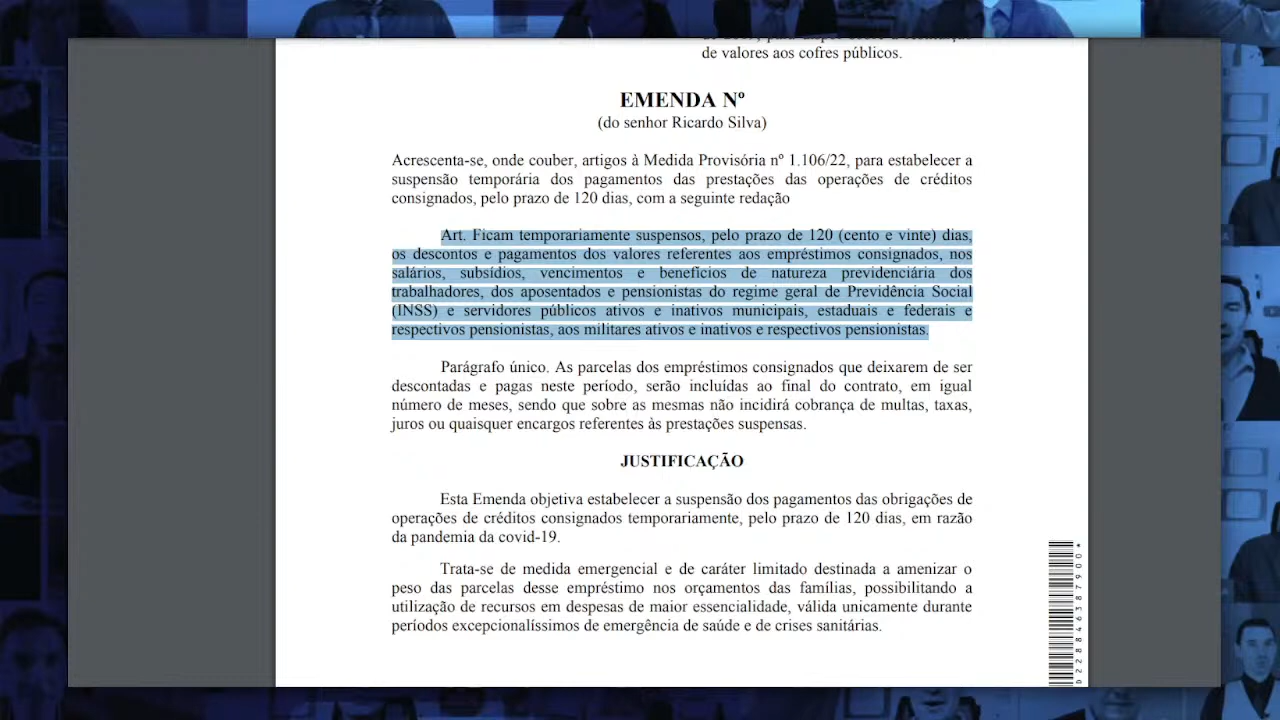 de valores aos cofres públicos.
EMENDA Nº
(do senhor Ricardo Silva)
Acrescenta-se, onde couber, artigos à Medida Provisória nº 1.106/22, para estabelecer a
suspensão temporária dos pagamentos das prestações das operações de créditos
consignados, pelo prazo de 120 dias, com a seguinte redação
Art. Ficam temporariamente suspensos, pelo prazo de 120 (cento e vinte) dias,
os descontos e pagamentos dos valores referentes aos empréstimos consignados, nos
salários, subsídios, vencimentos e benefícios de natureza previdenciária dos
trabalhadores, dos aposentados e pensionistas do regime geral de Previdência Social
(INSS) e servidores públicos ativos e inativos municipais, estaduais e federais e
respectivos pensionistas, aos militares ativos e inativos e respectivos pensionistas.
Parágrafo único. As parcelas dos empréstimos consignados que deixarem de ser
descontadas e pagas neste período, serão incluídas ao final do contrato, em igual
número de meses, sendo que sobre as mesmas não incidirá cobrança de multas, taxas,
juros ou quaisquer encargos referentes às prestações suspensas.
JUSTIFICAÇÃO
Esta Emenda objetiva estabelecer a suspensão dos pagamentos das obrigações de
operações de créditos consignados temporariamente, pelo prazo de 120 dias, em razão
da pandemia da covid-19.
Trata-se de medida emergencial e de caráter limitado destinada a amenizar o
peso das parcelas desse empréstimo nos orçamentos das famílias, possibilitando a
utilização de recursos em despesas de maior essencialidade, válida unicamente durante
períodos excepcionalíssimos de emergência de saúde e de crises sanitárias.